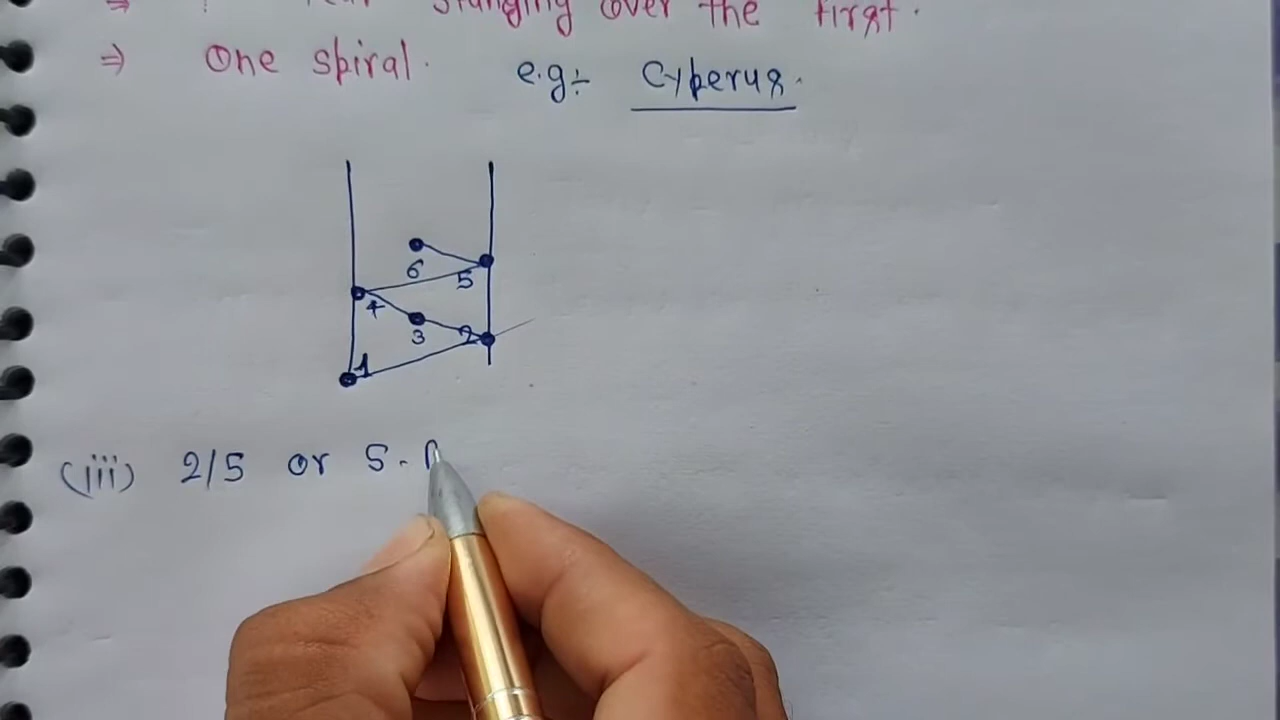 ⇒ standing over the first.
⇒ One spiral. e.g:- Cyperus.
6
5
4
3
2
1
(iii) 2/5 or 5-